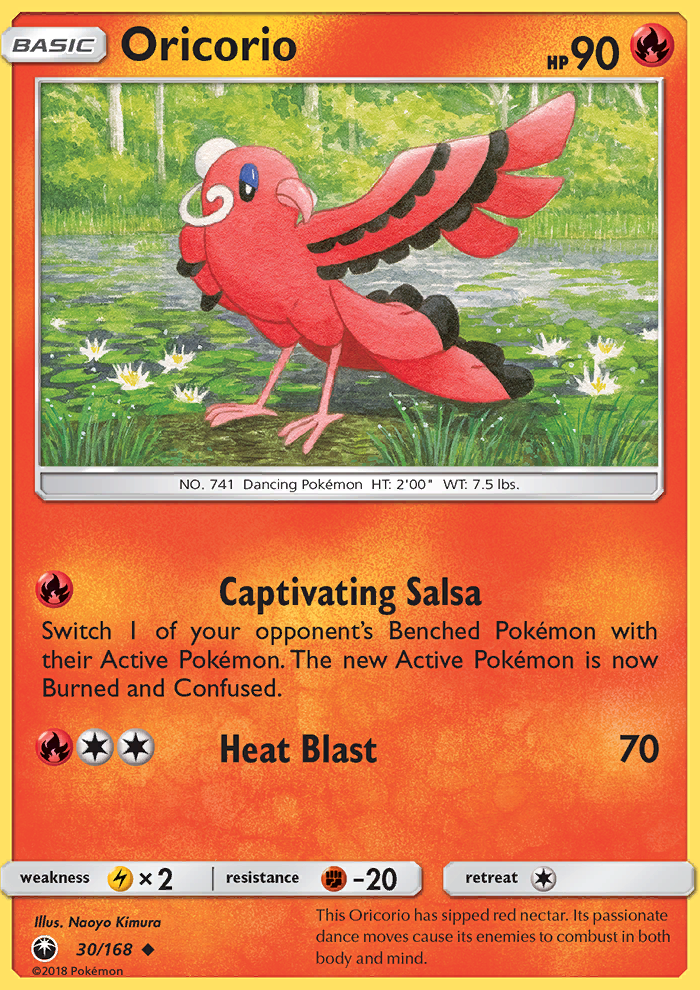 BASIC Oricorio HP 90
NO. 741 Dancing Pokémon HT: 2'00" WT: 7.5 lbs.
Captivating Salsa
Switch 1 of your opponent's Benched Pokémon with
their Active Pokémon. The new Active Pokémon is now
Burned and Confused.
Heat Blast 70
weakness × 2 resistance -20 retreat
Illus. Naoyo Kimura
30/168
©2018 Pokémon
This Oricorio has sipped red nectar. Its passionate
dance moves cause its enemies to combust in both
body and mind.